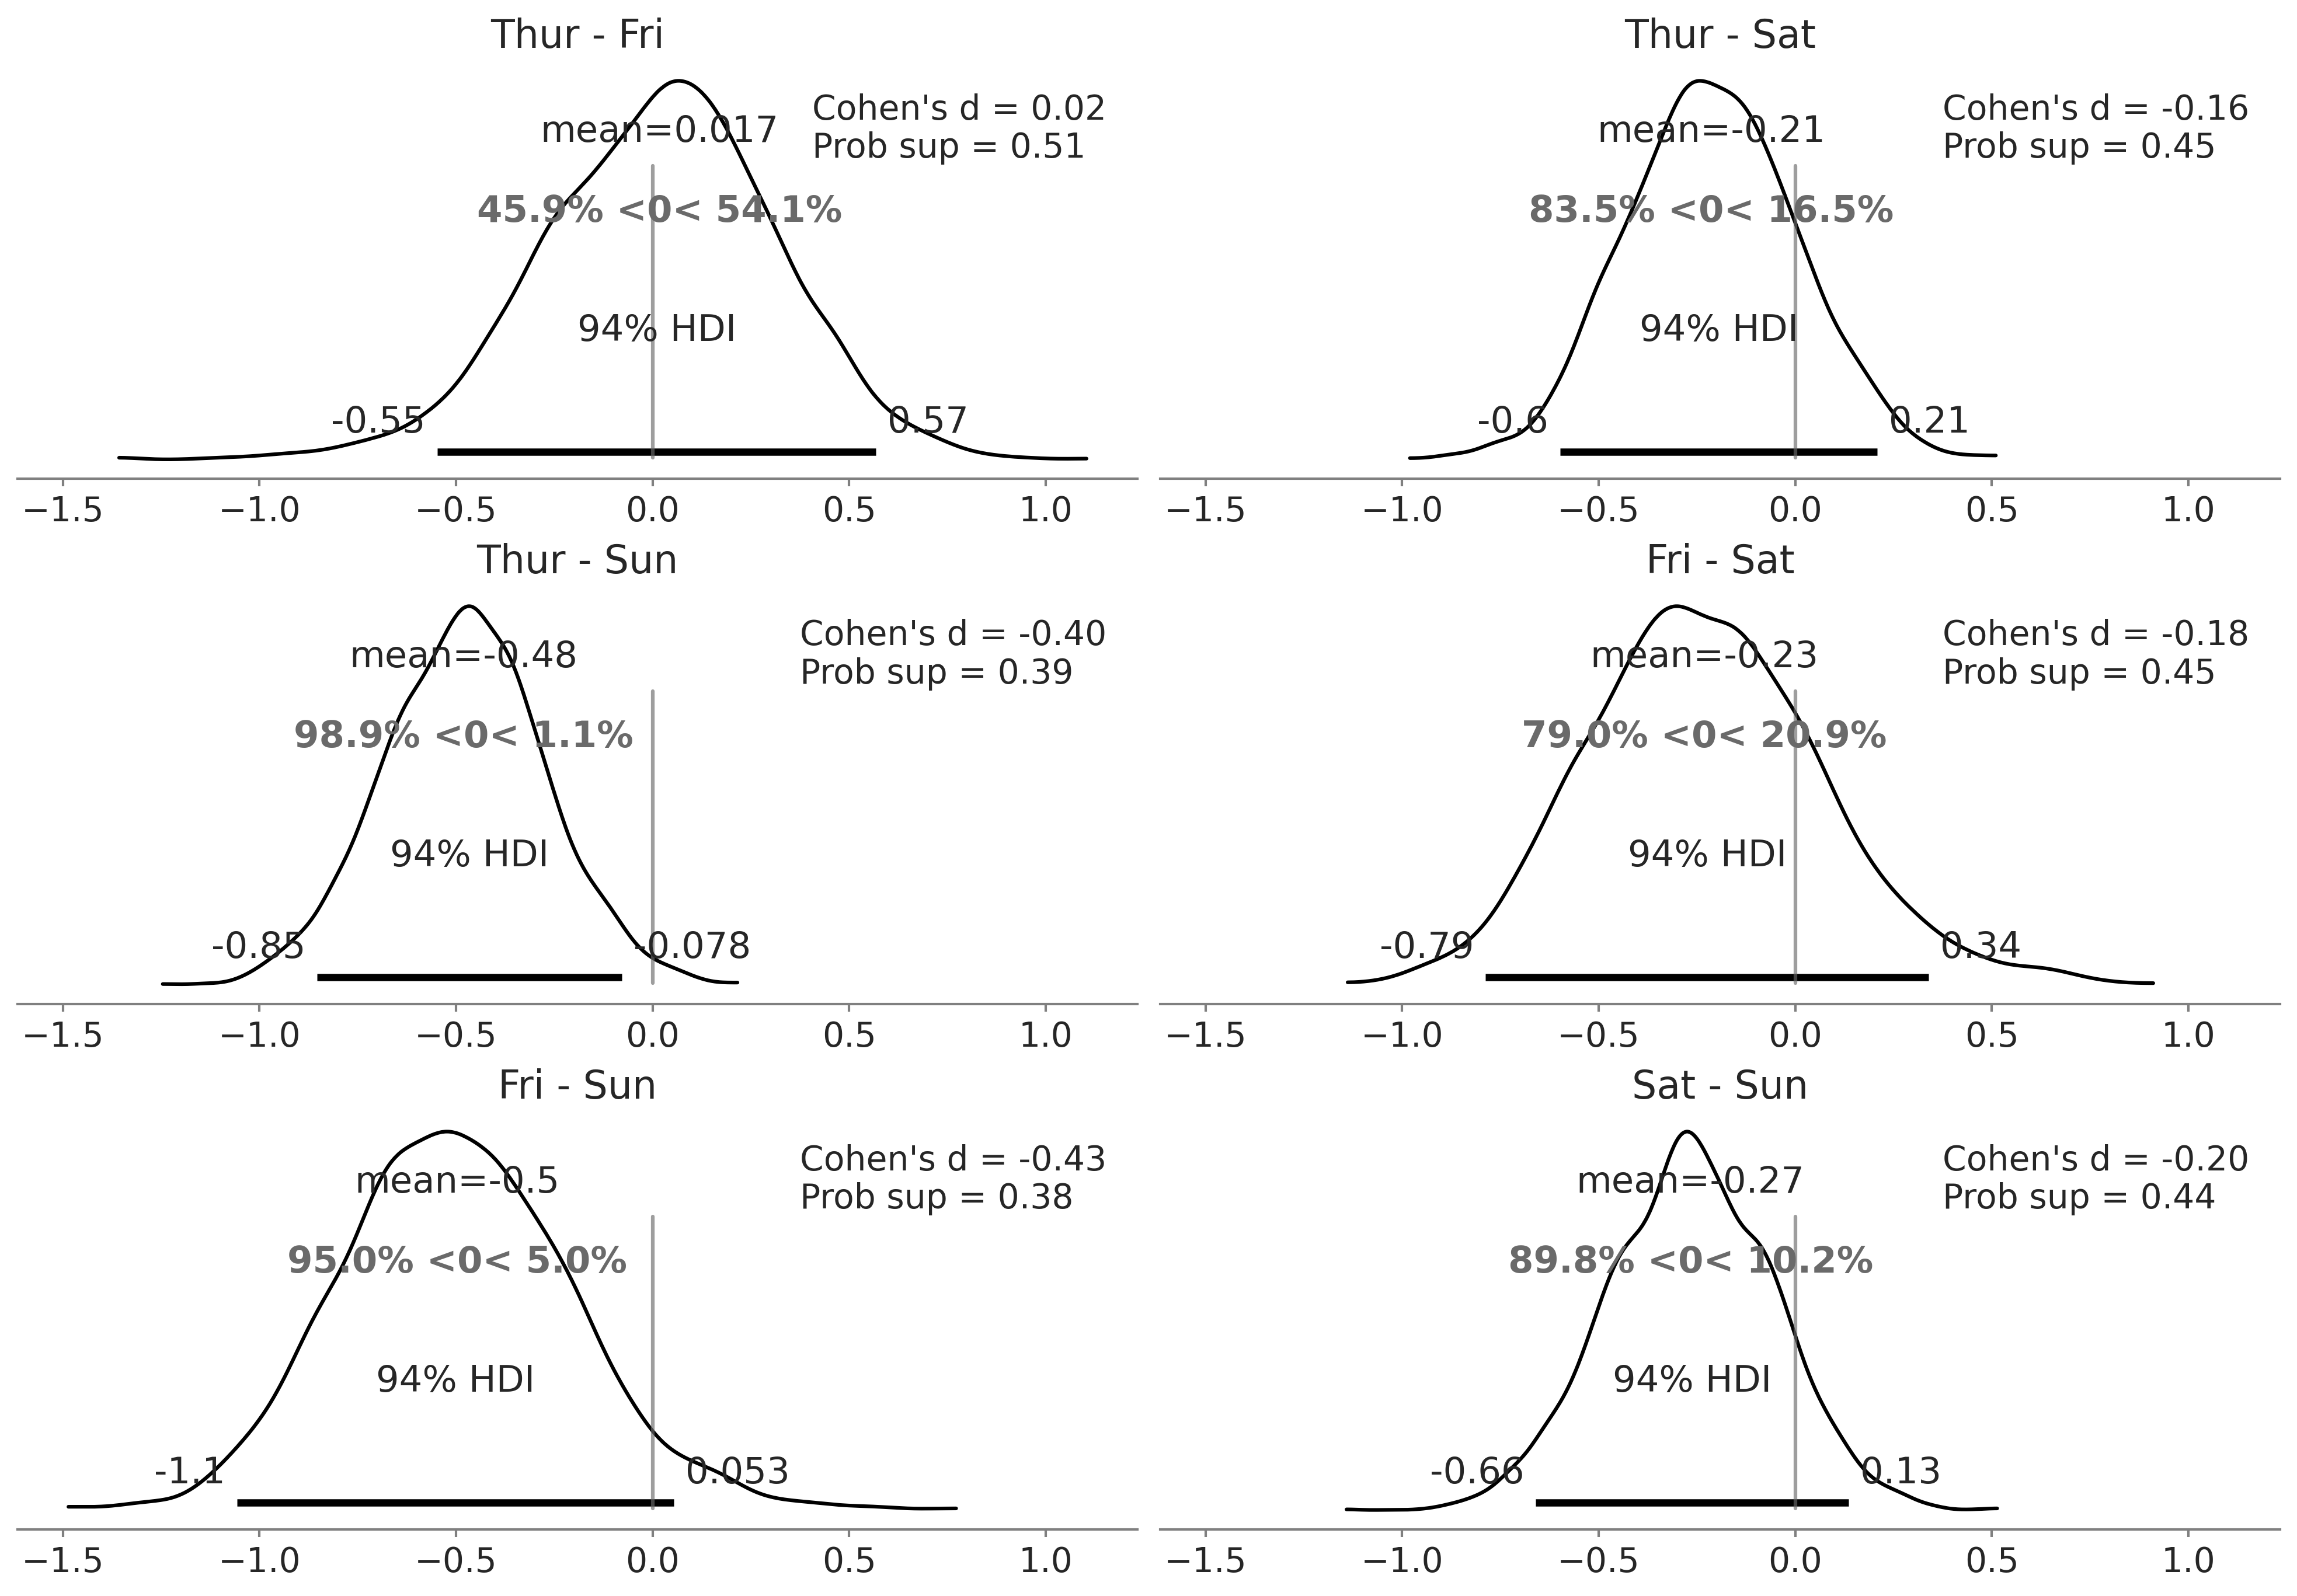 Thur - Fri
Cohen's d = 0.02
Prob sup = 0.51
mean=0.017
45.9% <0< 54.1%
94% HDI
-0.55
0.57
−1.5 −1.0 −0.5 0.0 0.5 1.0
Thur - Sat
Cohen's d = -0.16
Prob sup = 0.45
mean=-0.21
83.5% <0< 16.5%
94% HDI
-0.6
0.21
−1.5 −1.0 −0.5 0.0 0.5 1.0
Thur - Sun
Cohen's d = -0.40
Prob sup = 0.39
mean=-0.48
98.9% <0< 1.1%
94% HDI
-0.85
-0.078
−1.5 −1.0 −0.5 0.0 0.5 1.0
Fri - Sat
Cohen's d = -0.18
Prob sup = 0.45
mean=-0.23
79.0% <0< 20.9%
94% HDI
-0.79
0.34
−1.5 −1.0 −0.5 0.0 0.5 1.0
Fri - Sun
Cohen's d = -0.43
Prob sup = 0.38
mean=-0.5
95.0% <0< 5.0%
94% HDI
-1.1
0.053
−1.5 −1.0 −0.5 0.0 0.5 1.0
Sat - Sun
Cohen's d = -0.20
Prob sup = 0.44
mean=-0.27
89.8% <0< 10.2%
94% HDI
-0.66
0.13
−1.5 −1.0 −0.5 0.0 0.5 1.0